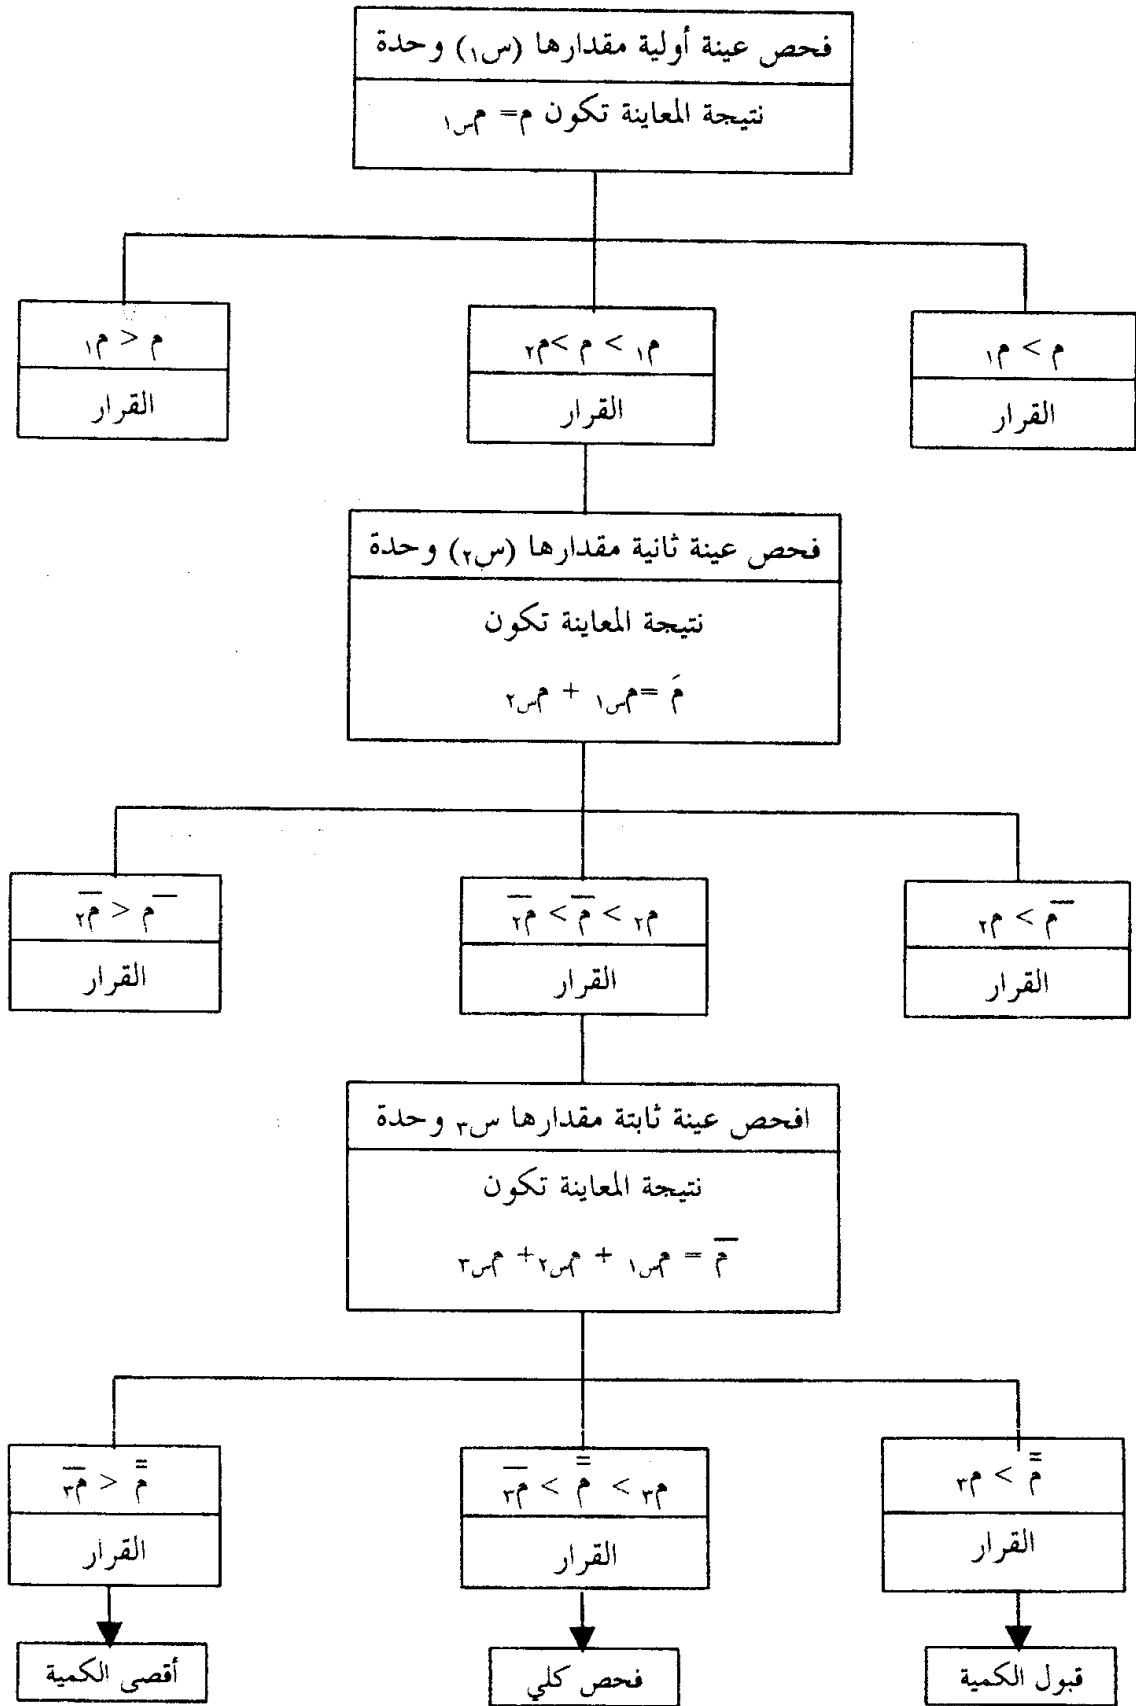 فحص عينة أولية مقدارها (س١) وحدة
نتيجة المعاينة تكون م= مس١
م < م١
م١ < م <م٢
م > م١
القرار
القرار
القرار
فحص عينة ثانية مقدارها (س٢) وحدة
نتيجة المعاينة تكون
مَ =مس١ + مس٢
م̅ < م٢
م٢ < م̅ < م̅٢
م̅ > م̅٢
القرار
القرار
القرار
افحص عينة ثابتة مقدارها س٣ وحدة
نتيجة المعاينة تكون
م̅ = مس١ + مس٢+ مس٣
م̿ < م٣
م٣ < م̿ < م̅٣
م̿ > م̅٣
القرار
القرار
القرار
قبول الكمية
فحص كلي
أقصى الكمية